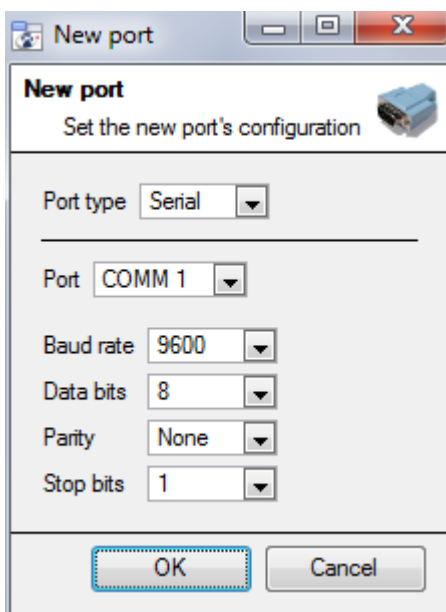 New port
New port
Set the new port's configuration
Port type Serial
Port COMM 1
Baud rate 9600
Data bits 8
Parity None
Stop bits 1
OK Cancel